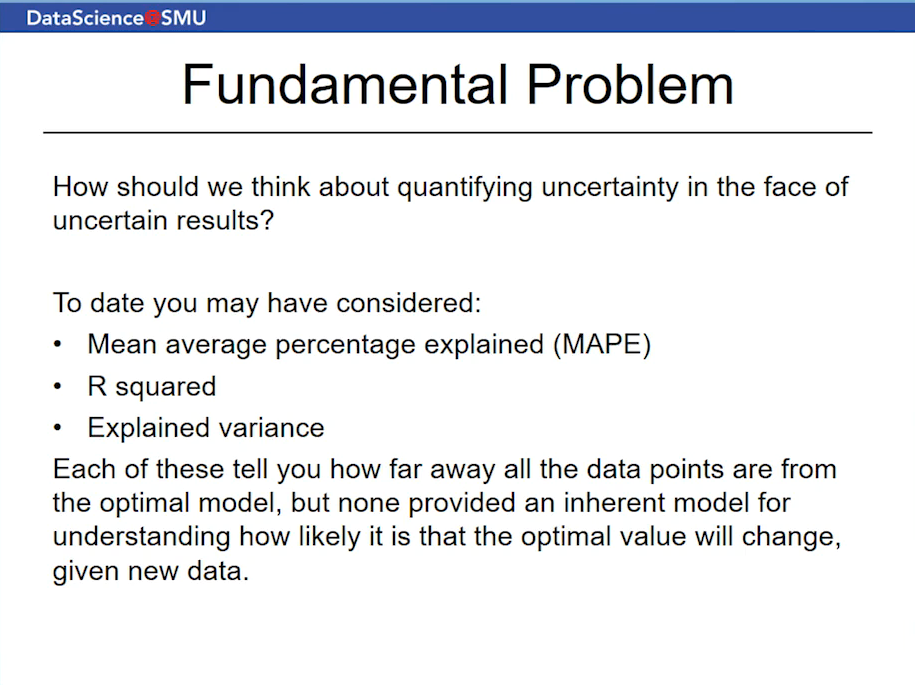 DataScience@SMU
Fundamental Problem
How should we think about quantifying uncertainty in the face of
uncertain results?
To date you may have considered:
• Mean average percentage explained (MAPE)
• R squared
• Explained variance
Each of these tell you how far away all the data points are from
the optimal model, but none provided an inherent model for
understanding how likely it is that the optimal value will change,
given new data.